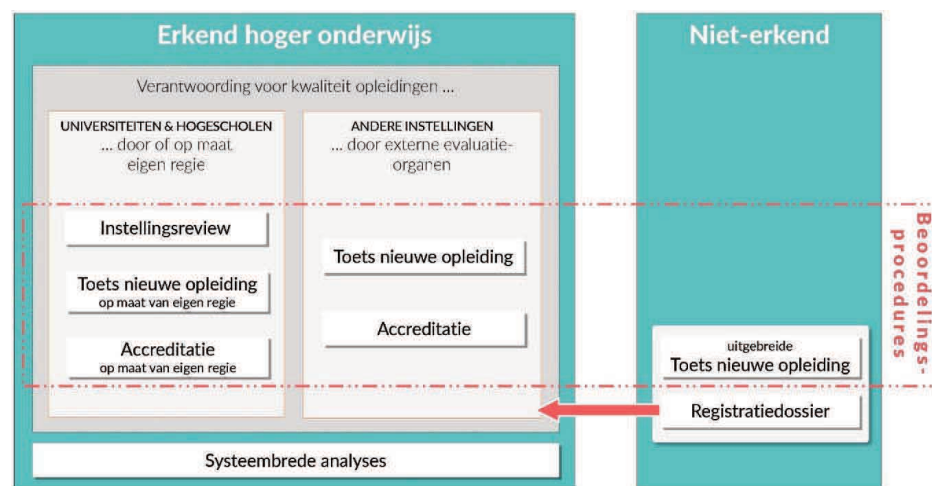 Erkend hoger onderwijs
Verantwoording voor kwaliteit opleidingen ...
UNIVERSITEITEN & HOGESCHOLEN
... door of op maat
eigen regie
Instellingsreview
Toets nieuwe opleiding
op maat van eigen regie
Accreditatie
op maat van eigen regie
ANDERE INSTELLINGEN
... door externe evaluatie-
organen
Toets nieuwe opleiding
Accreditatie
Systeembrede analyses
Niet-erkend
uitgebreide
Toets nieuwe opleiding
Registratiedossier
Beoordelings-
procedures